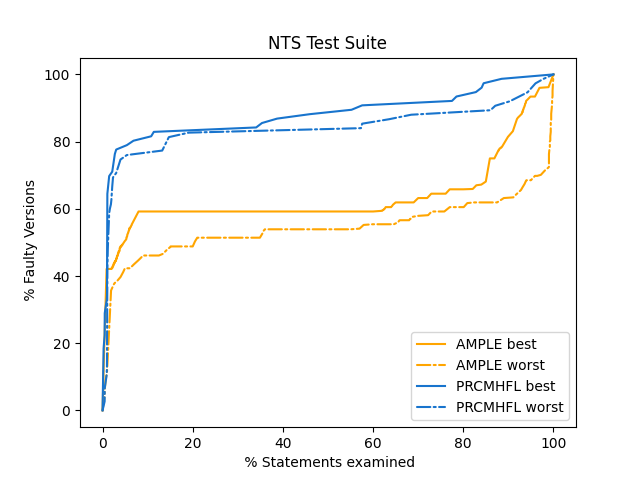 NTS Test Suite
% Faulty Versions
100
80
60
40
20
0
0 20 40 60 80 100
% Statements examined
AMPLE best
AMPLE worst
PRCMHFL best
PRCMHFL worst